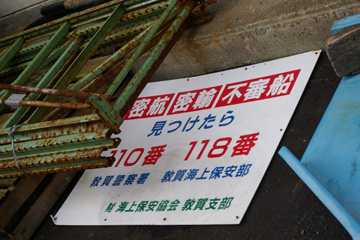 密航 密輸 不審船
見つけたら
10番 118番
敦賀警察署 敦賀海上保安部
財 海上保安協会 敦賀支部